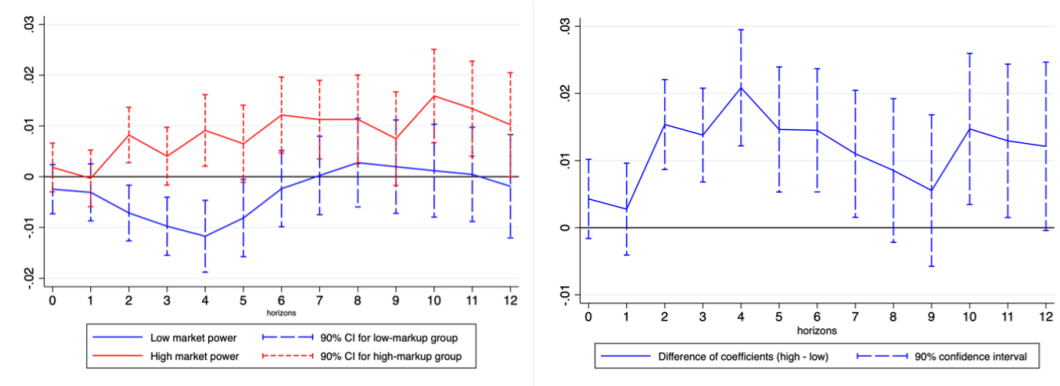 .03
.02
.01
0
-.01
-.02
0 1 2 3 4 5 6 7 8 9 10 11 12
horizons
Low market power 90% CI for low-markup group
High market power 90% CI for high-markup group
.03
.02
.01
0
-.01
0 1 2 3 4 5 6 7 8 9 10 11 12
horizons
Difference of coefficients (high - low) 90% confidence interval